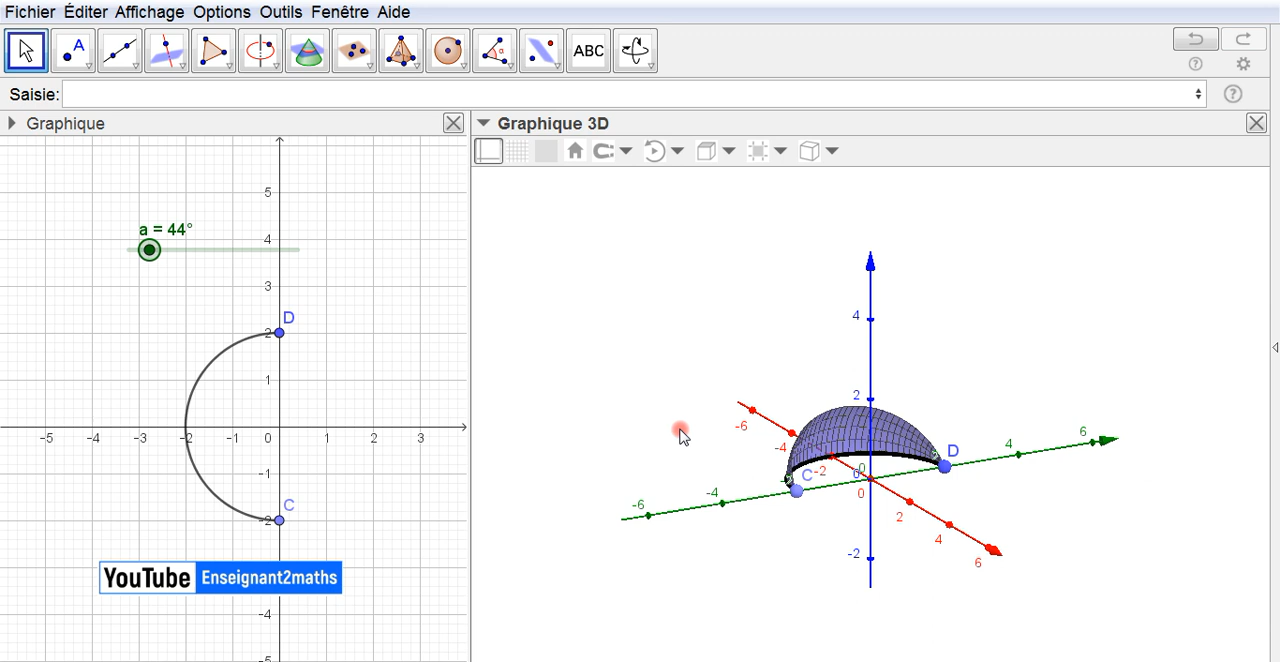 Fichier Éditer Affichage Options Outils Fenêtre Aide
A
ABC
Saisie:
Graphique
Graphique 3D
a = 44°
5
4
3
2
1
0
-1
-2
-4
-5
-5 -4 -3 -2 -1 0 1 2 3
D
C
YouTube Enseignant2maths
4
2
0
-2
-6 -4 -2 0 2 4 6
-6 -4 0 4 6
C
D